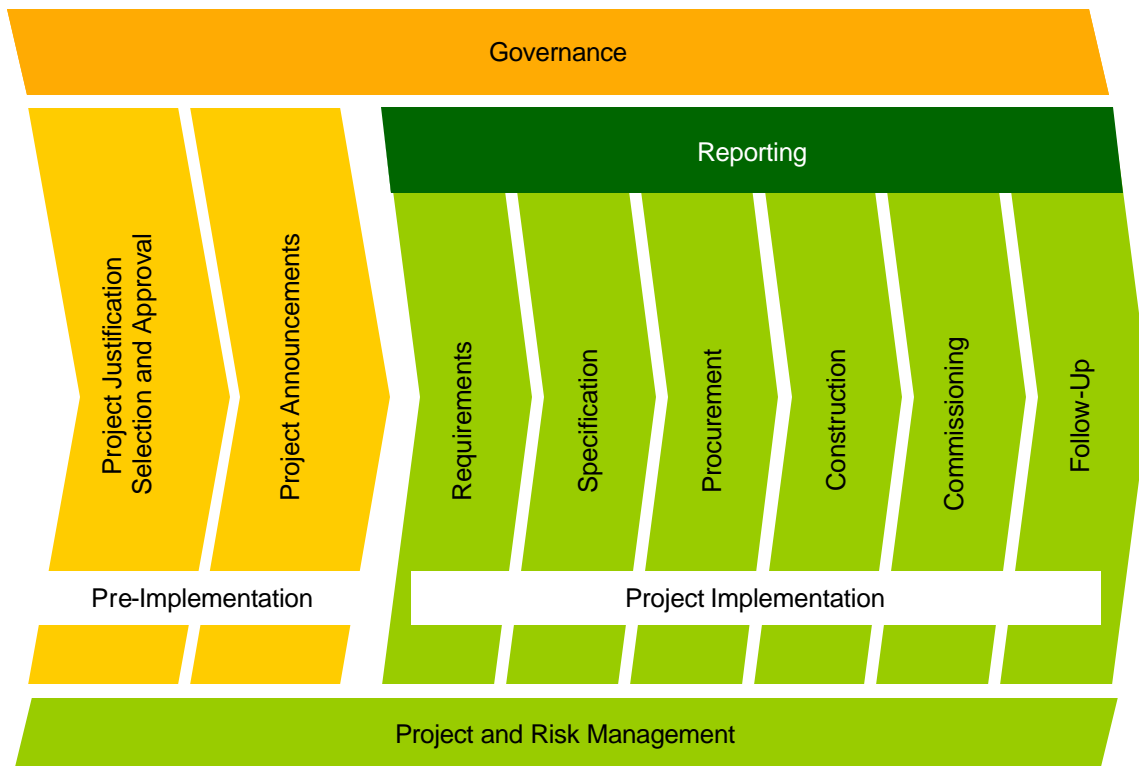 Governance
Reporting
Project Justification
Selection and Approval
Project Announcements
Requirements
Specification
Procurement
Construction
Commissioning
Follow-Up
Pre-Implementation
Project Implementation
Project and Risk Management